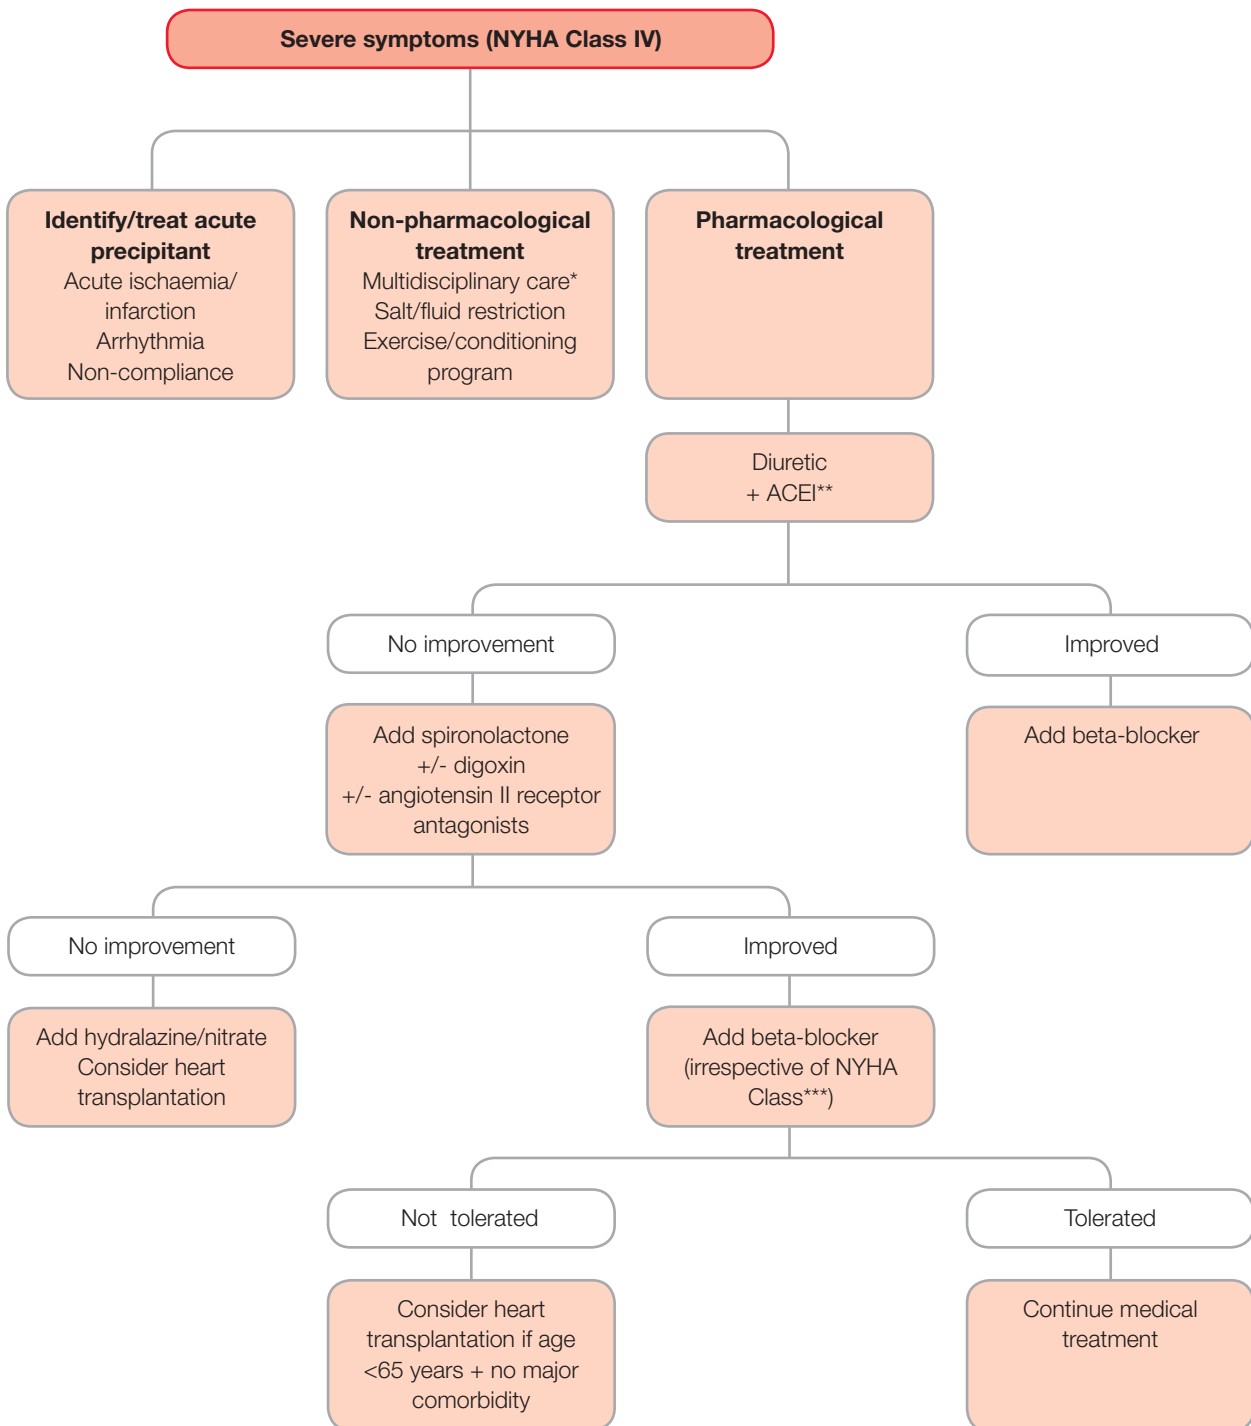 Severe symptoms (NYHA Class IV)
Identify/treat acute
precipitant
Acute ischaemia/
infarction
Arrhythmia
Non-compliance
Non-pharmacological
treatment
Multidisciplinary care*
Salt/fluid restriction
Exercise/conditioning
program
Pharmacological
treatment
Diuretic
+ ACEI**
No improvement
Improved
Add spironolactone
+/- digoxin
+/- angiotensin II receptor
antagonists
Add beta-blocker
No improvement
Improved
Add hydralazine/nitrate
Consider heart
transplantation
Add beta-blocker
(irrespective of NYHA
Class***)
Not tolerated
Tolerated
Consider heart
transplantation if age
<65 years + no major
comorbidity
Continue medical
treatment